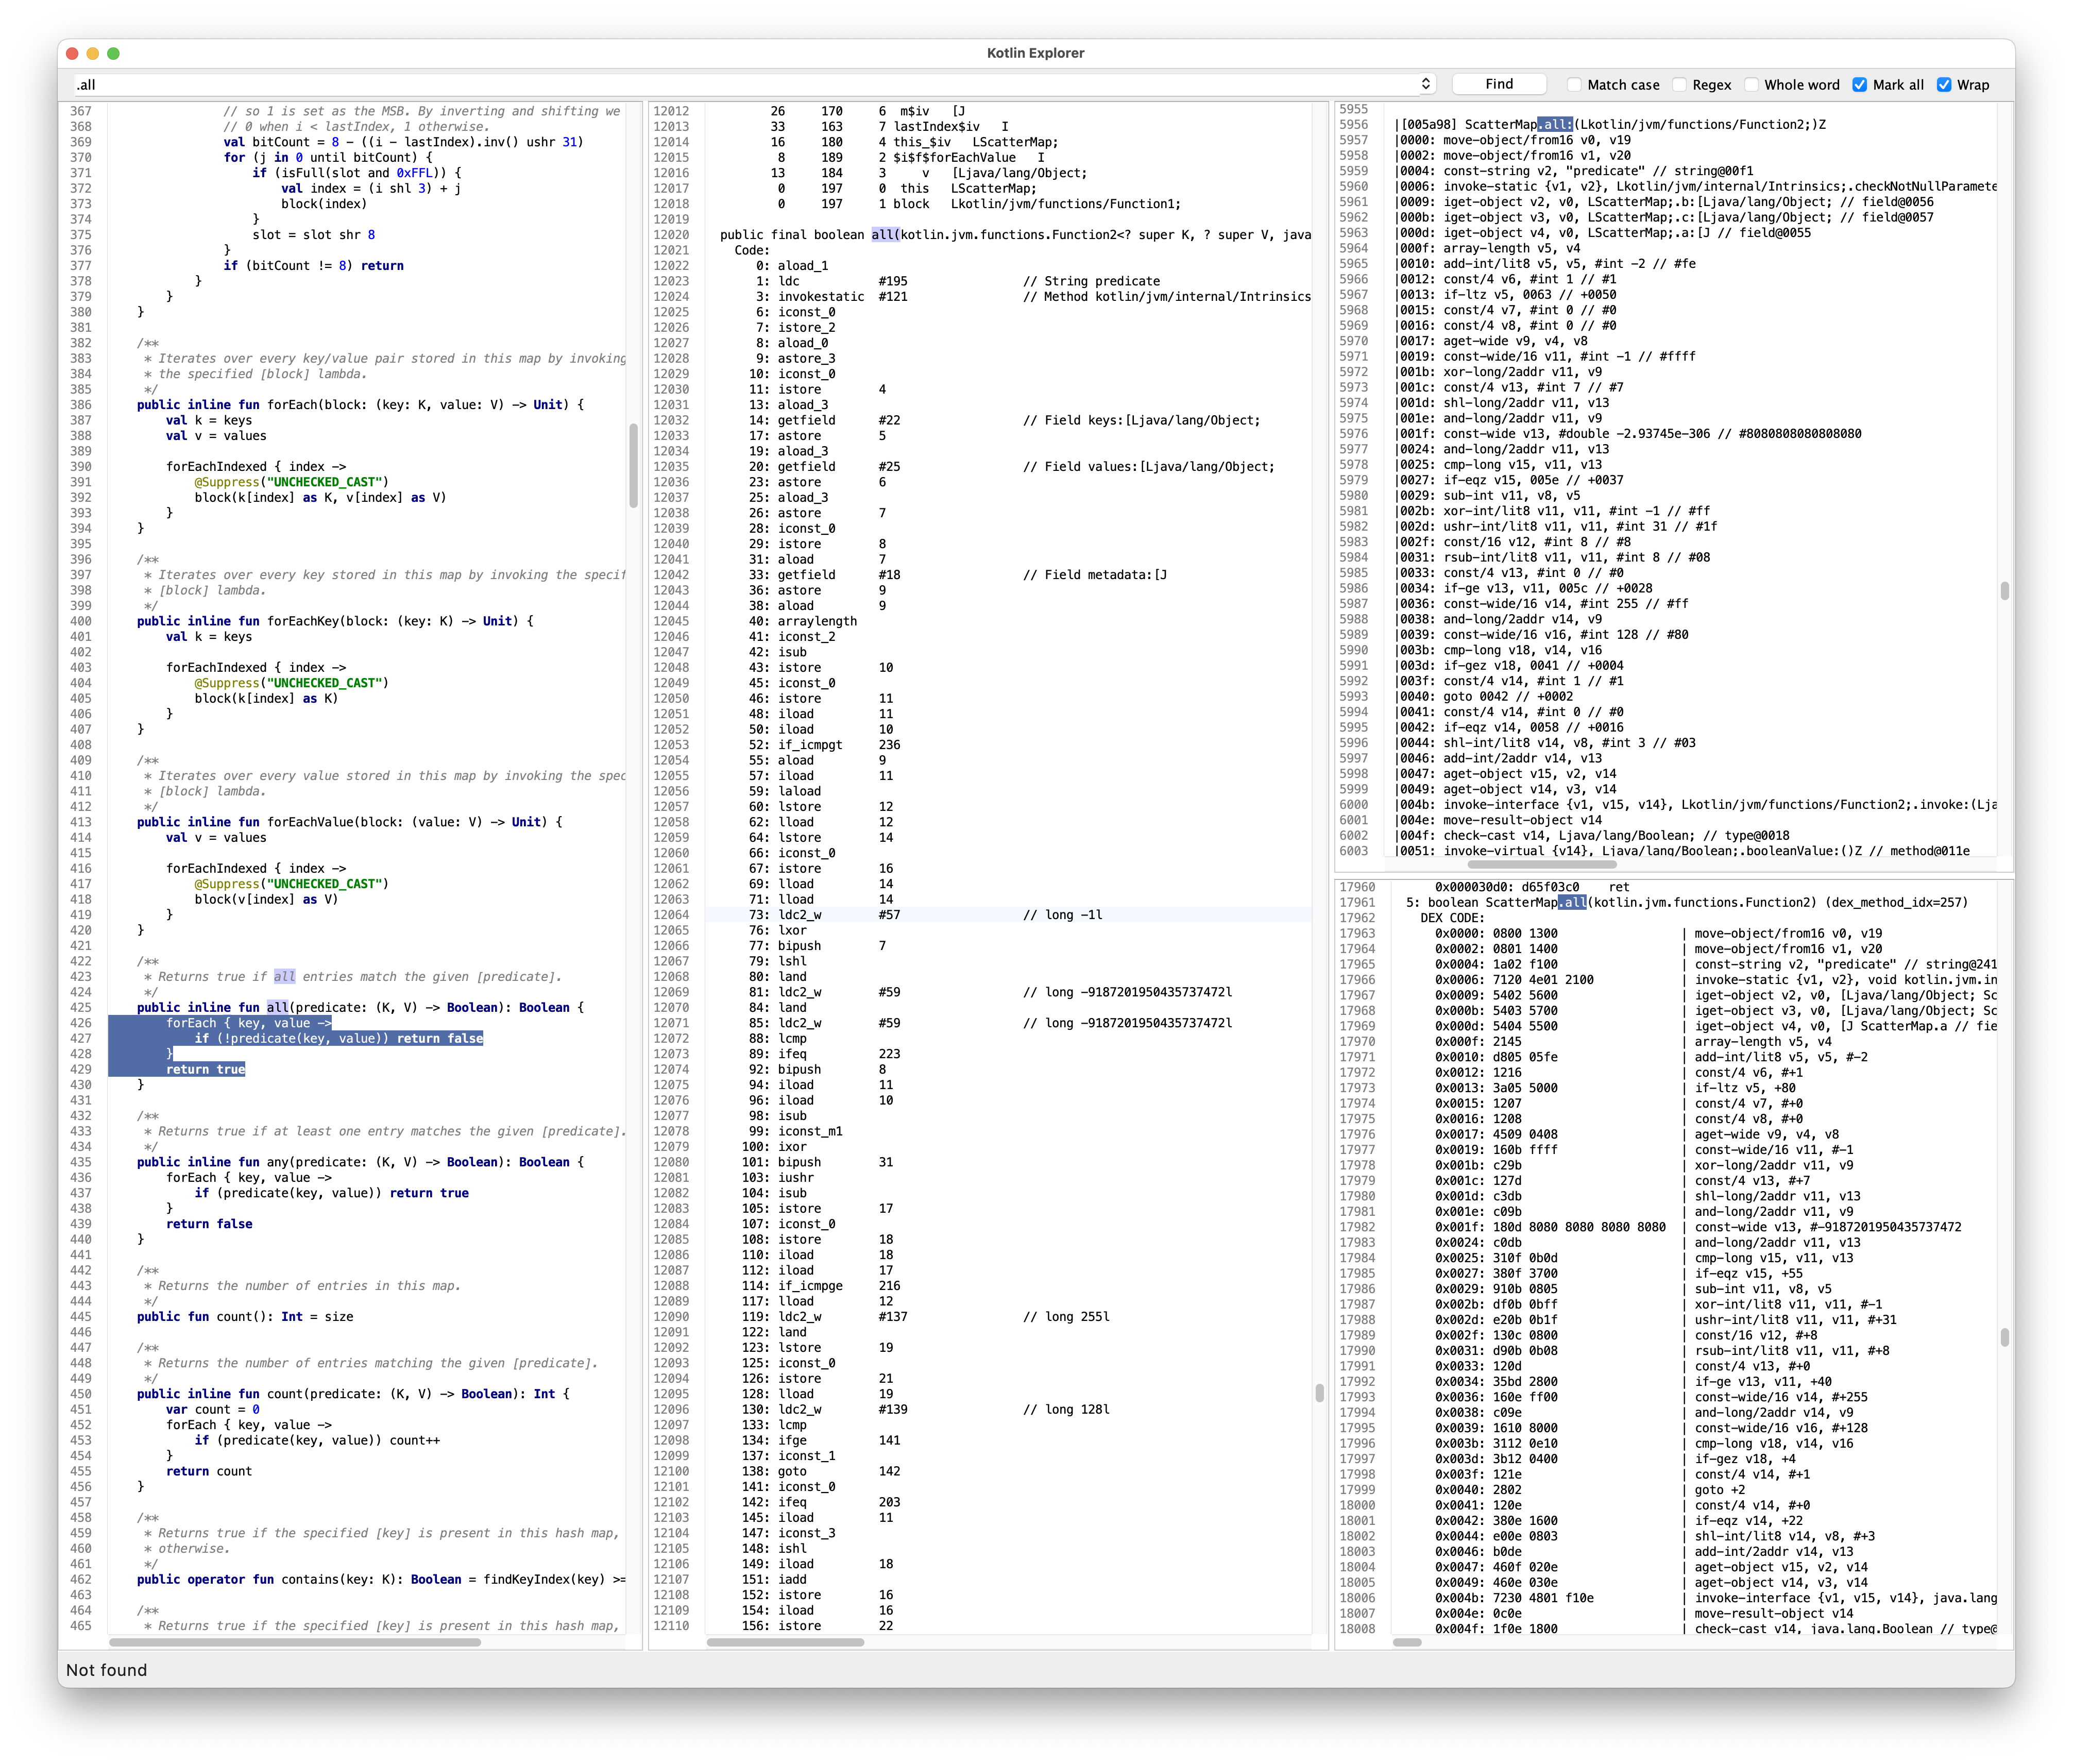 Kotlin Explorer
.all
Find
Match case
Regex
Whole word
Mark all
Wrap
367                // so 1 is set as the MSB. By inverting and shifting we
368                // 0 when i < lastIndex, 1 otherwise.
369                val bitCount = 8 - ((i - lastIndex).inv() ushr 31)
370                for (j in 0 until bitCount) {
371                    if (isFull(slot and 0xFFL)) {
372                        val index = (i shl 3) + j
373                        block(index)
374                    }
375                    slot = slot shr 8
376                }
377                if (bitCount != 8) return
378            }
379        }
380    }
381
382    /**
383     * Iterates over every key/value pair stored in this map by invoking
384     * the specified [block] lambda.
385     */
386    public inline fun forEach(block: (key: K, value: V) -> Unit) {
387        val k = keys
388        val v = values
389
390        forEachIndexed { index ->
391            @Suppress("UNCHECKED_CAST")
392            block(k[index] as K, v[index] as V)
393        }
394    }
395
396    /**
397     * Iterates over every key stored in this map by invoking the specif
398     * [block] lambda.
399     */
400    public inline fun forEachKey(block: (key: K) -> Unit) {
401        val k = keys
402
403        forEachIndexed { index ->
404            @Suppress("UNCHECKED_CAST")
405            block(k[index] as K)
406        }
407    }
408
409    /**
410     * Iterates over every value stored in this map by invoking the spec
411     * [block] lambda.
412     */
413    public inline fun forEachValue(block: (value: V) -> Unit) {
414        val v = values
415
416        forEachIndexed { index ->
417            @Suppress("UNCHECKED_CAST")
418            block(v[index] as V)
419        }
420    }
421
422    /**
423     * Returns true if all entries match the given [predicate].
424     */
425    public inline fun all(predicate: (K, V) -> Boolean): Boolean {
426        forEach { key, value ->
427            if (!predicate(key, value)) return false
428        }
429        return true
430    }
431
432    /**
433     * Returns true if at least one entry matches the given [predicate].
434     */
435    public inline fun any(predicate: (K, V) -> Boolean): Boolean {
436        forEach { key, value ->
437            if (predicate(key, value)) return true
438        }
439        return false
440    }
441
442    /**
443     * Returns the number of entries in this map.
444     */
445    public fun count(): Int = size
446
447    /**
448     * Returns the number of entries matching the given [predicate].
449     */
450    public inline fun count(predicate: (K, V) -> Boolean): Int {
451        var count = 0
452        forEach { key, value ->
453            if (predicate(key, value)) count++
454        }
455        return count
456    }
457
458    /**
459     * Returns true if the specified [key] is present in this hash map,
460     * otherwise.
461     */
462    public operator fun contains(key: K): Boolean = findKeyIndex(key) >=
463
464    /**
465     * Returns true if the specified [key] is present in this hash map,
12012 26 170 6 m$iv [J
12013 33 163 7 lastIndex$iv I
12014 16 180 4 this_$iv LScatterMap;
12015 8 189 2 $i$f$forEachValue I
12016 13 184 3 v [Ljava/lang/Object;
12017 0 197 0 this LScatterMap;
12018 0 197 1 block Lkotlin/jvm/functions/Function1;
12019
12020 public final boolean all(kotlin.jvm.functions.Function2<? super K, ? super V, java
12021 Code:
12022 0: aload_1
12023 1: ldc #195 // String predicate
12024 3: invokestatic #121 // Method kotlin/jvm/internal/Intrinsics
12025 6: iconst_0
12026 7: istore_2
12027 8: aload_0
12028 9: astore_3
12029 10: iconst_0
12030 11: istore 4
12031 13: aload_3
12032 14: getfield #22 // Field keys:[Ljava/lang/Object;
12033 17: astore 5
12034 19: aload_3
12035 20: getfield #25 // Field values:[Ljava/lang/Object;
12036 23: astore 6
12037 25: aload_3
12038 26: astore 7
12039 28: iconst_0
12040 29: istore 8
12041 31: aload 7
12042 33: getfield #18 // Field metadata:[J
12043 36: astore 9
12044 38: aload 9
12045 40: arraylength
12046 41: iconst_2
12047 42: isub
12048 43: istore 10
12049 45: iconst_0
12050 46: istore 11
12051 48: iload 11
12052 50: iload 10
12053 52: if_icmpgt 236
12054 55: aload 9
12055 57: iload 11
12056 59: laload
12057 60: lstore 12
12058 62: lload 12
12059 64: lstore 14
12060 66: iconst_0
12061 67: istore 16
12062 69: lload 14
12063 71: lload 14
12064 73: ldc2_w #57 // long -1l
12065 76: lxor
12066 77: bipush 7
12067 79: lshl
12068 80: land
12069 81: ldc2_w #59 // long -9187201950435737472l
12070 84: land
12071 85: ldc2_w #59 // long -9187201950435737472l
12072 88: lcmp
12073 89: ifeq 223
12074 92: bipush 8
12075 94: iload 11
12076 96: iload 10
12077 98: isub
12078 99: iconst_m1
12079 100: ixor
12080 101: bipush 31
12081 103: iushr
12082 104: isub
12083 105: istore 17
12084 107: iconst_0
12085 108: istore 18
12086 110: iload 18
12087 112: iload 17
12088 114: if_icmpge 216
12089 117: lload 12
12090 119: ldc2_w #137 // long 255l
12091 122: land
12092 123: lstore 19
12093 125: iconst_0
12094 126: istore 21
12095 128: lload 19
12096 130: ldc2_w #139 // long 128l
12097 133: lcmp
12098 134: ifge 141
12099 137: iconst_1
12100 138: goto 142
12101 141: iconst_0
12102 142: ifeq 203
12103 145: iload 11
12104 147: iconst_3
12105 148: ishl
12106 149: iload 18
12107 151: iadd
12108 152: istore 16
12109 154: iload 16
12110 156: istore 22
5955
5956 |[005a98] ScatterMap.all:(Lkotlin/jvm/functions/Function2;)Z
5957 |0000: move-object/from16 v0, v19
5958 |0002: move-object/from16 v1, v20
5959 |0004: const-string v2, "predicate" // string@00f1
5960 |0006: invoke-static {v1, v2}, Lkotlin/jvm/internal/Intrinsics;.checkNotNullParamete
5961 |0009: iget-object v2, v0, LScatterMap;.b:[Ljava/lang/Object; // field@0056
5962 |000b: iget-object v3, v0, LScatterMap;.c:[Ljava/lang/Object; // field@0057
5963 |000d: iget-object v4, v0, LScatterMap;.a:[J // field@0055
5964 |000f: array-length v5, v4
5965 |0010: add-int/lit8 v5, v5, #int -2 // #fe
5966 |0012: const/4 v6, #int 1 // #1
5967 |0013: if-ltz v5, 0063 // +0050
5968 |0015: const/4 v7, #int 0 // #0
5969 |0016: const/4 v8, #int 0 // #0
5970 |0017: aget-wide v9, v4, v8
5971 |0019: const-wide/16 v11, #int -1 // #ffff
5972 |001b: xor-long/2addr v11, v9
5973 |001c: const/4 v13, #int 7 // #7
5974 |001d: shl-long/2addr v11, v13
5975 |001e: and-long/2addr v11, v9
5976 |001f: const-wide v13, #double -2.93745e-306 // #8080808080808080
5977 |0024: and-long/2addr v11, v13
5978 |0025: cmp-long v15, v11, v13
5979 |0027: if-eqz v15, 005e // +0037
5980 |0029: sub-int v11, v8, v5
5981 |002b: xor-int/lit8 v11, v11, #int -1 // #ff
5982 |002d: ushr-int/lit8 v11, v11, #int 31 // #1f
5983 |002f: const/16 v12, #int 8 // #8
5984 |0031: rsub-int/lit8 v11, v11, #int 8 // #08
5985 |0033: const/4 v13, #int 0 // #0
5986 |0034: if-ge v13, v11, 005c // +0028
5987 |0036: const-wide/16 v14, #int 255 // #ff
5988 |0038: and-long/2addr v14, v9
5989 |0039: const-wide/16 v16, #int 128 // #80
5990 |003b: cmp-long v18, v14, v16
5991 |003d: if-gez v18, 0041 // +0004
5992 |003f: const/4 v14, #int 1 // #1
5993 |0040: goto 0042 // +0002
5994 |0041: const/4 v14, #int 0 // #0
5995 |0042: if-eqz v14, 0058 // +0016
5996 |0044: shl-int/lit8 v14, v8, #int 3 // #03
5997 |0046: add-int/2addr v14, v13
5998 |0047: aget-object v15, v2, v14
5999 |0049: aget-object v14, v3, v14
6000 |004b: invoke-interface {v1, v15, v14}, Lkotlin/jvm/functions/Function2;.invoke:(Lja
6001 |004e: move-result-object v14
6002 |004f: check-cast v14, Ljava/lang/Boolean; // type@0018
6003 |0051: invoke-virtual {v14}, Ljava/lang/Boolean;.booleanValue:()Z // method@011e
17960 0x000030d0: d65f03c0 ret
17961 5: boolean ScatterMap.all(kotlin.jvm.functions.Function2) (dex_method_idx=257)
17962 DEX CODE:
17963 0x0000: 0800 1300 | move-object/from16 v0, v19
17964 0x0002: 0801 1400 | move-object/from16 v1, v20
17965 0x0004: 1a02 f100 | const-string v2, "predicate" // string@241
17966 0x0006: 7120 4e01 2100 | invoke-static {v1, v2}, void kotlin.jvm.in
17967 0x0009: 5402 5600 | iget-object v2, v0, [Ljava/lang/Object; Sc
17968 0x000b: 5403 5700 | iget-object v3, v0, [Ljava/lang/Object; Sc
17969 0x000d: 5404 5500 | iget-object v4, v0, [J ScatterMap.a // fie
17970 0x000f: 2145 | array-length v5, v4
17971 0x0010: d805 05fe | add-int/lit8 v5, v5, #-2
17972 0x0012: 1216 | const/4 v6, #+1
17973 0x0013: 3a05 5000 | if-ltz v5, +80
17974 0x0015: 1207 | const/4 v7, #+0
17975 0x0016: 1208 | const/4 v8, #+0
17976 0x0017: 4509 0408 | aget-wide v9, v4, v8
17977 0x0019: 160b ffff | const-wide/16 v11, #-1
17978 0x001b: c29b | xor-long/2addr v11, v9
17979 0x001c: 127d | const/4 v13, #+7
17980 0x001d: c3db | shl-long/2addr v11, v13
17981 0x001e: c09b | and-long/2addr v11, v9
17982 0x001f: 180d 8080 8080 8080 8080 | const-wide v13, #-9187201950435737472
17983 0x0024: c0db | and-long/2addr v11, v13
17984 0x0025: 310f 0b0d | cmp-long v15, v11, v13
17985 0x0027: 380f 3700 | if-eqz v15, +55
17986 0x0029: 910b 0805 | sub-int v11, v8, v5
17987 0x002b: df0b 0bff | xor-int/lit8 v11, v11, #-1
17988 0x002d: e20b 0b1f | ushr-int/lit8 v11, v11, #+31
17989 0x002f: 130c 0800 | const/16 v12, #+8
17990 0x0031: d90b 0b08 | rsub-int/lit8 v11, v11, #+8
17991 0x0033: 120d | const/4 v13, #+0
17992 0x0034: 35bd 2800 | if-ge v13, v11, +40
17993 0x0036: 160e ff00 | const-wide/16 v14, #+255
17994 0x0038: c09e | and-long/2addr v14, v9
17995 0x0039: 1610 8000 | const-wide/16 v16, #+128
17996 0x003b: 3112 0e10 | cmp-long v18, v14, v16
17997 0x003d: 3b12 0400 | if-gez v18, +4
17998 0x003f: 121e | const/4 v14, #+1
17999 0x0040: 2802 | goto +2
18000 0x0041: 120e | const/4 v14, #+0
18001 0x0042: 380e 1600 | if-eqz v14, +22
18002 0x0044: e00e 0803 | shl-int/lit8 v14, v8, #+3
18003 0x0046: b0de | add-int/2addr v14, v13
18004 0x0047: 460f 020e | aget-object v15, v2, v14
18005 0x0049: 460e 030e | aget-object v14, v3, v14
18006 0x004b: 7230 4801 f10e | invoke-interface {v1, v15, v14}, java.lang
18007 0x004e: 0c0e | move-result-object v14
18008 0x004f: 1f0e 1800 | check-cast v14, java.lang.Boolean // type@
Not found